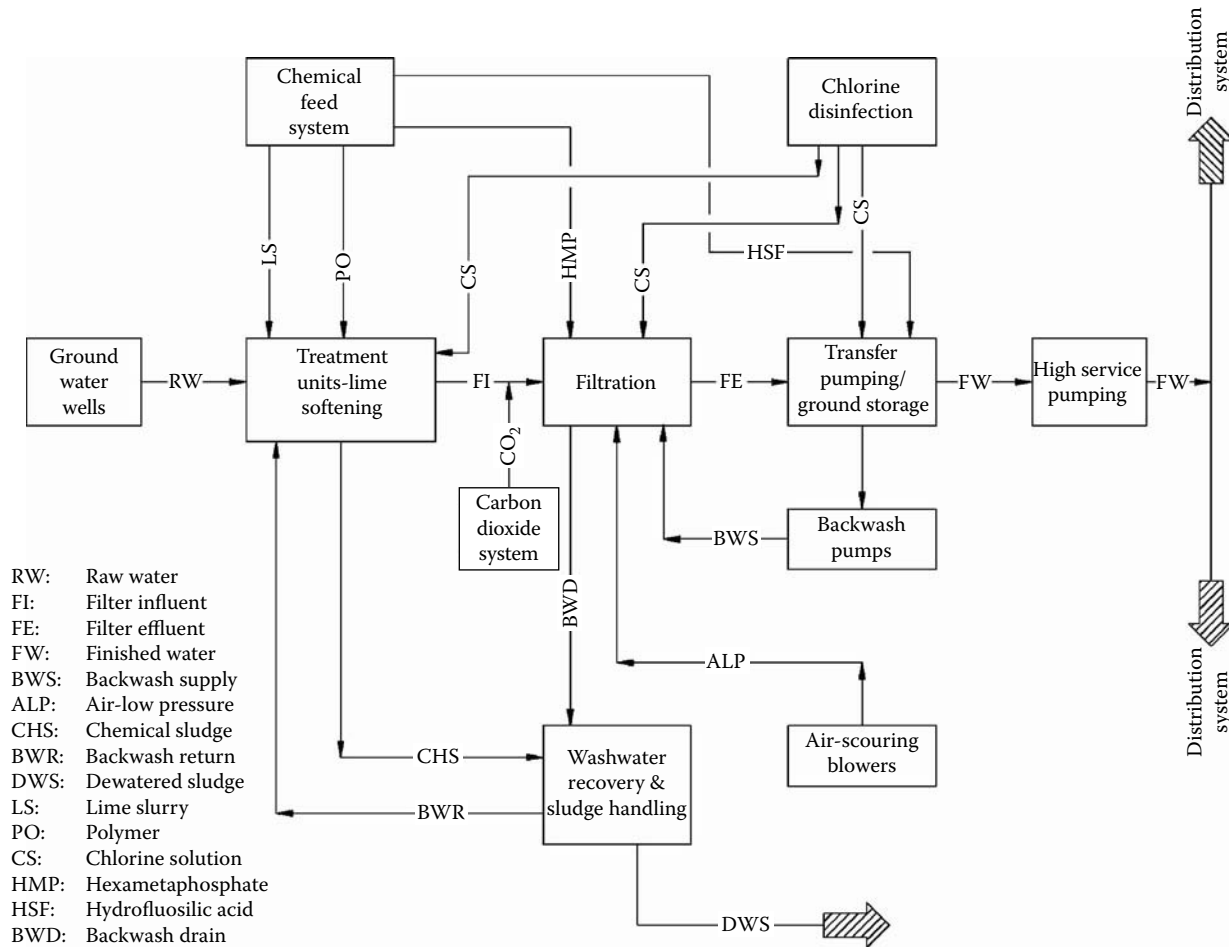 Chemical
feed
system
Chlorine
disinfection
Distribution
system
LS
PO
CS
HMP
CS
CS
HSF
Ground
water
wells
RW
Treatment
units-lime
softening
FI
Filtration
FE
Transfer
pumping/
ground storage
FW
High service
pumping
FW
CO2
Carbon
dioxide
system
BWS
Backwash
pumps
BWD
ALP
Air-scouring
blowers
Distribution
system
CHS
Washwater
recovery &
sludge handling
BWR
DWS
RW: Raw water
FI: Filter influent
FE: Filter effluent
FW: Finished water
BWS: Backwash supply
ALP: Air-low pressure
CHS: Chemical sludge
BWR: Backwash return
DWS: Dewatered sludge
LS: Lime slurry
PO: Polymer
CS: Chlorine solution
HMP: Hexametaphosphate
HSF: Hydrofluosilic acid
BWD: Backwash drain